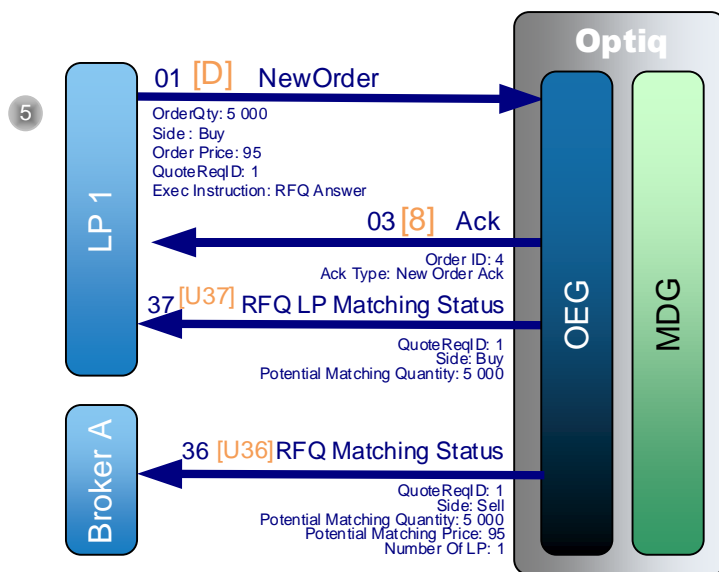 Optiq
5
LP 1
01 [D] NewOrder
OrderQty: 5 000
Side : Buy
Order Price: 95
QuoteReqID: 1
Exec Instruction: RFQ Answer
03 [8] Ack
Order ID: 4
Ack Type: New Order Ack
37 [U37] RFQ LP Matching Status
QuoteReqID: 1
Side: Buy
Potential Matching Quantity: 5 000
OEG
MDG
Broker A
36 [U36] RFQ Matching Status
QuoteReqID: 1
Side: Sell
Potential Matching Quantity: 5 000
Potential Matching Price: 95
Number Of LP: 1